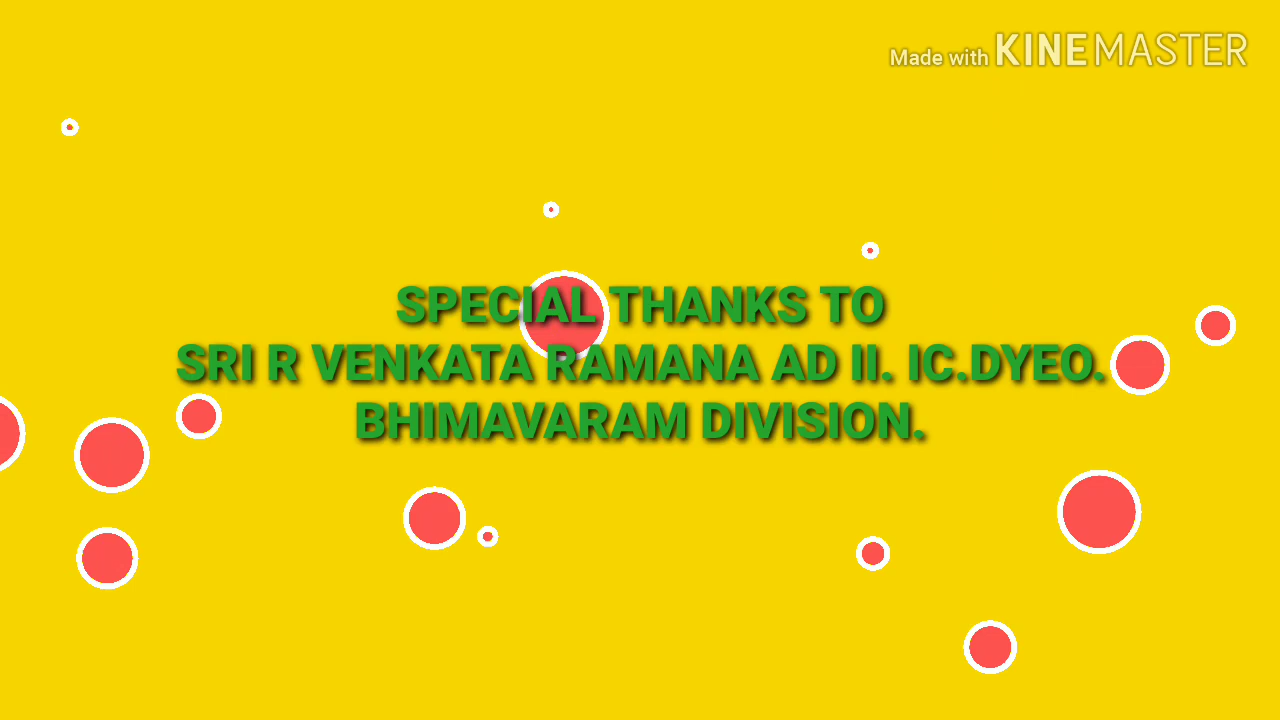 Made with KINEMASTER
SPECIAL THANKS TO
SRI R VENKATA RAMANA AD II. IC.DYEO.
BHIMAVARAM DIVISION.